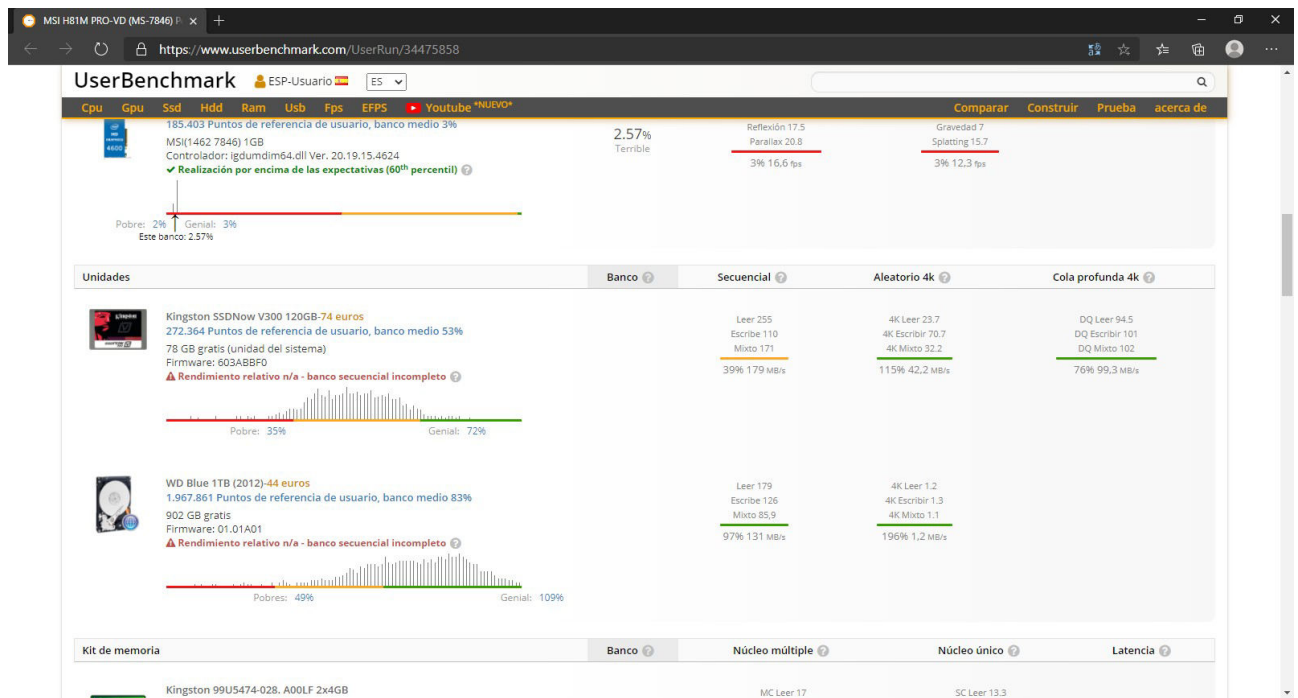 MSI H81M PRO-VD (MS-7846) P
https://www.userbenchmark.com/UserRun/34475858
UserBenchmark
ESP-Usuario
ES
Cpu Gpu Ssd Hdd Ram Usb Fps EFPS Youtube *NUEVO*
Comparar Construir Prueba acerca de
185.403 Puntos de referencia de usuario, banco medio 3%
MSI(1462 7846) 1GB
Controlador: igdumdim64.dll Ver. 20.19.15.4624
Realización por encima de las expectativas (60th percentil)
2.57%
Terrible
Reflexión 17.5
Parallax 20.8
3% 16,6 fps
Gravedad 7
Splatting 15.7
3% 12,3 fps
Pobre: 2% Genial: 3%
Este banco: 2.57%
Unidades Banco Secuencial Aleatorio 4k Cola profunda 4k
Kingston SSDNow V300 120GB-74 euros
272.364 Puntos de referencia de usuario, banco medio 53%
78 GB gratis (unidad del sistema)
Firmware: 603ABBF0
Rendimiento relativo n/a - banco secuencial incompleto
Pobre: 35% Genial: 72%
Leer 255
Escribe 110
Mixto 171
39% 179 MB/s
4K Leer 23.7
4K Escribir 70.7
4K Mixto 32.2
115% 42,2 MB/s
DQ Leer 94.5
DQ Escribir 101
DQ Mixto 102
76% 99,3 MB/s
WD Blue 1TB (2012)-44 euros
1.967.861 Puntos de referencia de usuario, banco medio 83%
902 GB gratis
Firmware: 01.01A01
Rendimiento relativo n/a - banco secuencial incompleto
Pobres: 49% Genial: 109%
Leer 179
Escribe 126
Mixto 85,9
97% 131 MB/s
4K Leer 1.2
4K Escribir 1.3
4K Mixto 1.1
196% 1,2 MB/s
Kit de memoria Banco Núcleo múltiple Núcleo único Latencia
Kingston 99U5474-028. A00LF 2x4GB
MC Leer 17
SC Leer 13.3